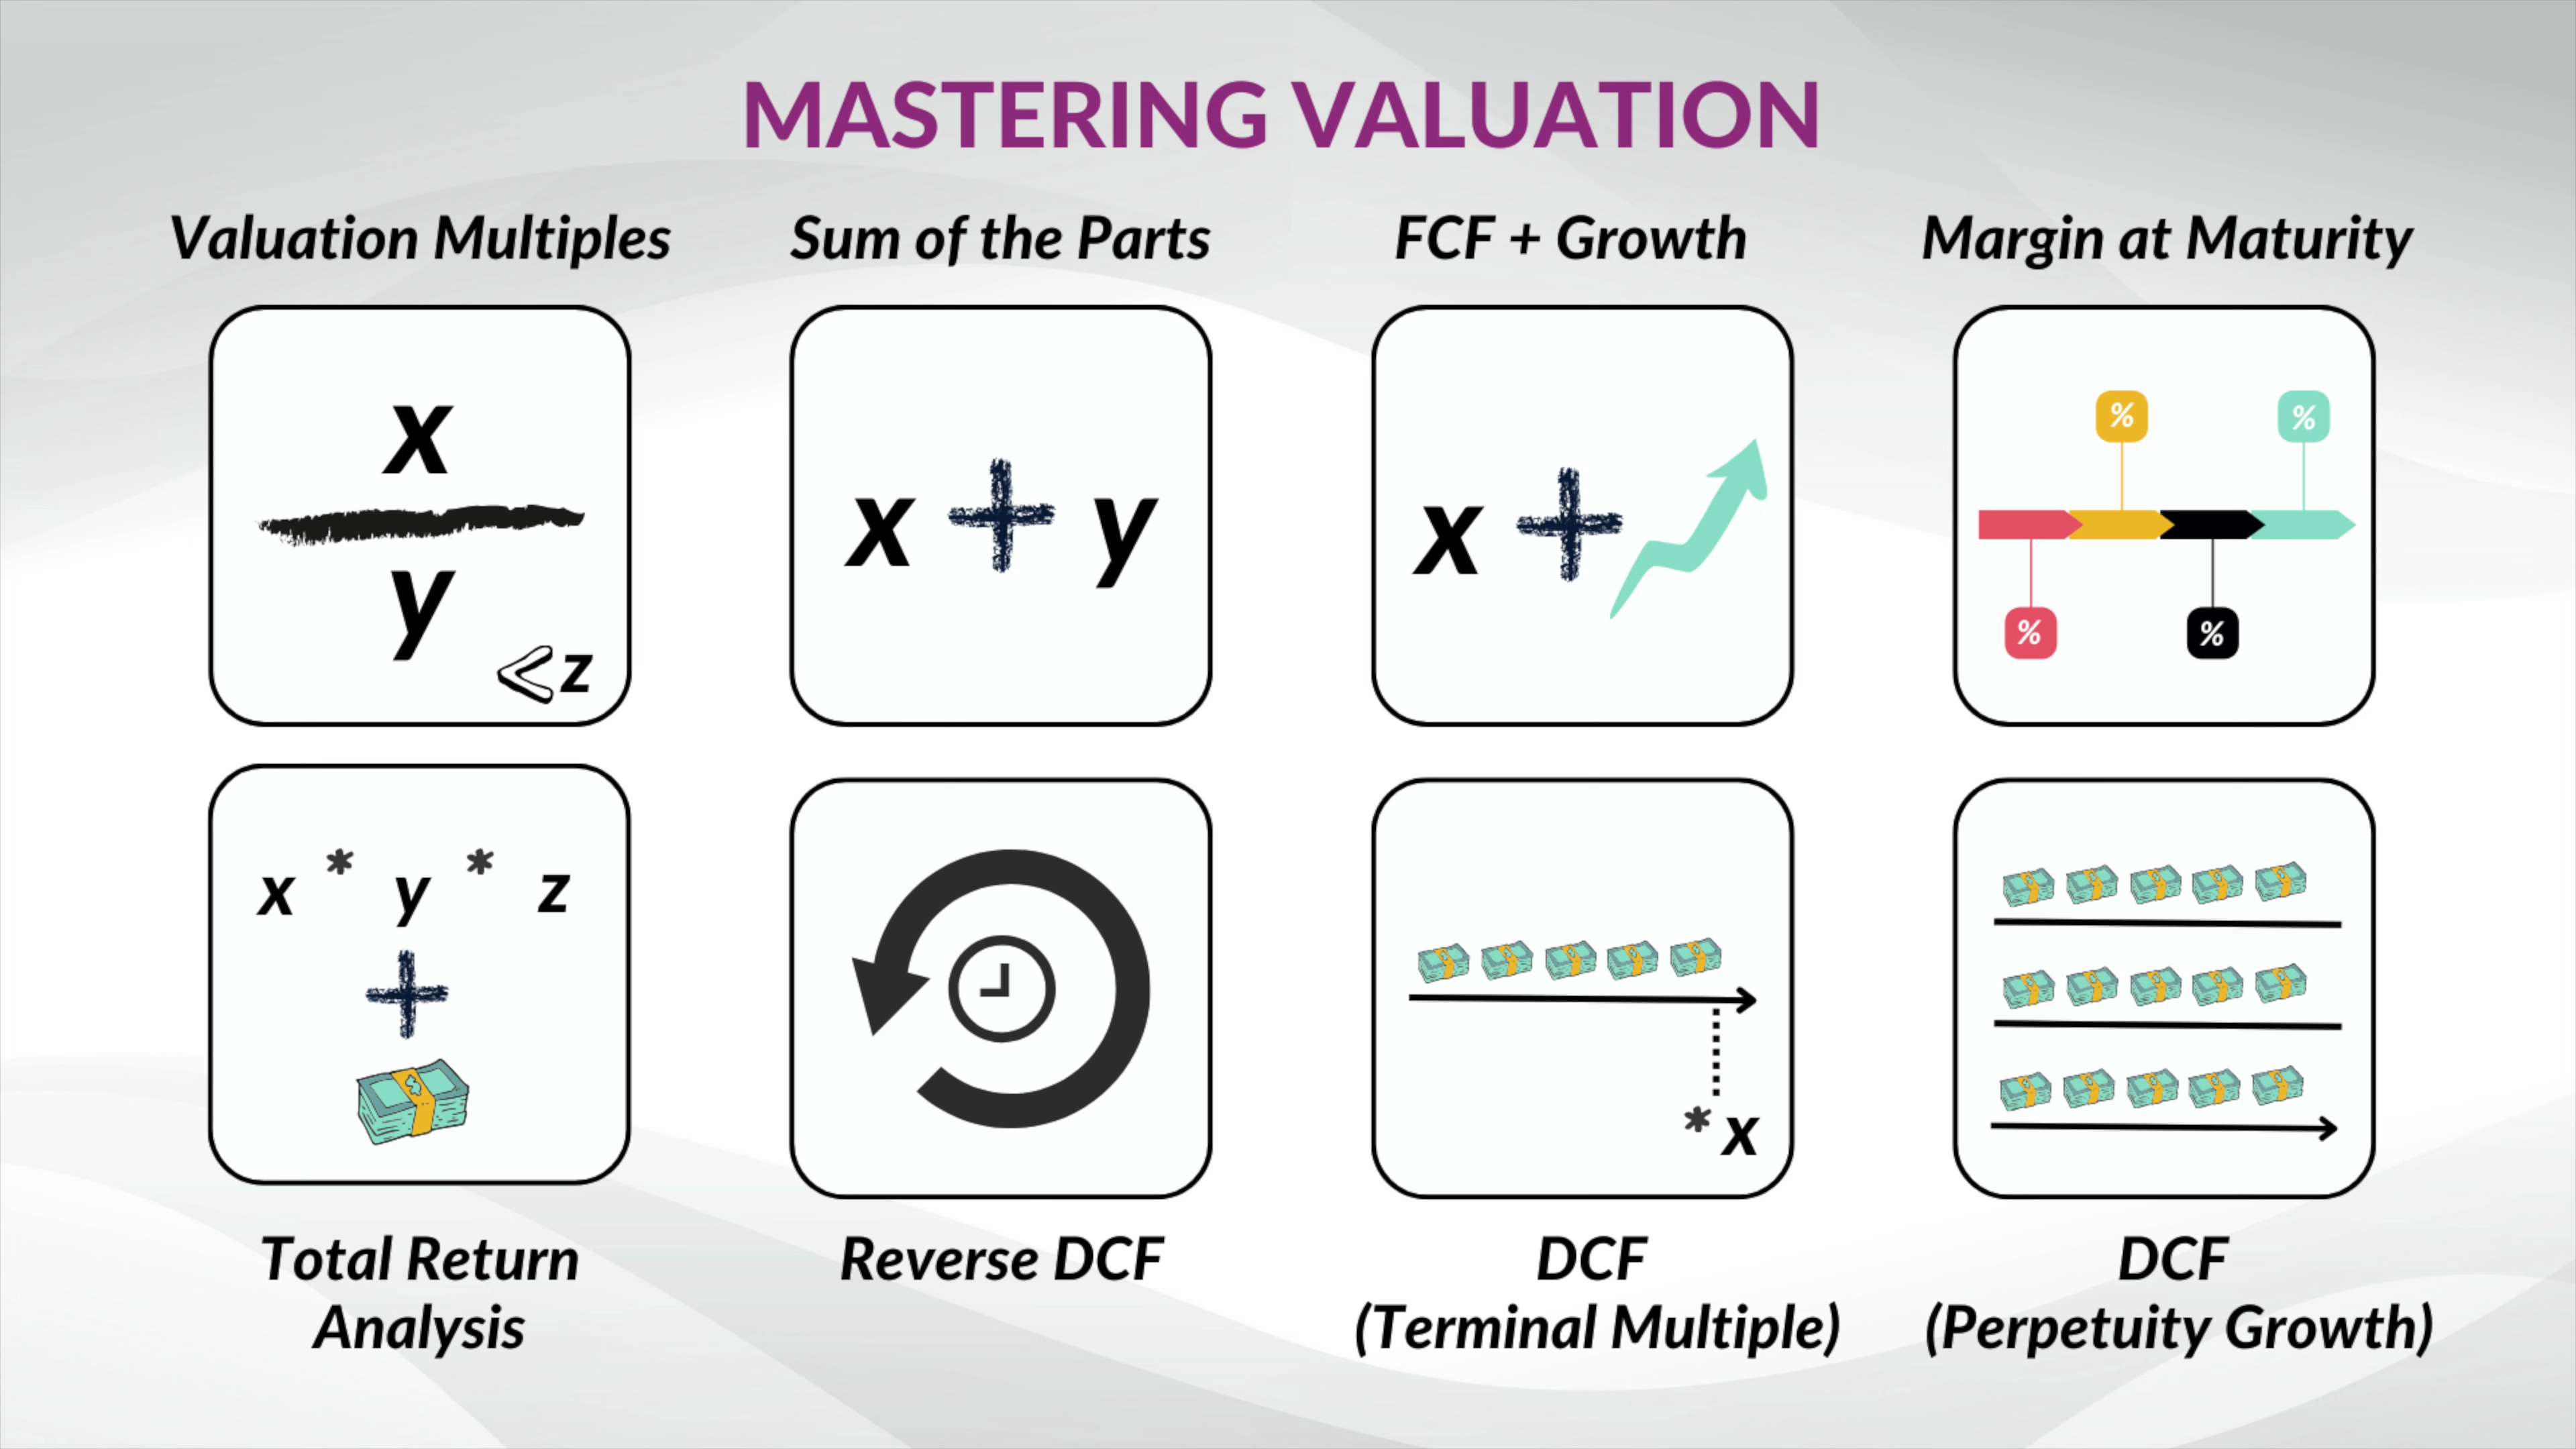 MASTERING VALUATION
Valuation Multiples
Sum of the Parts
FCF + Growth
Margin at Maturity
x
y
<z
x + y
x +
%
%
%
%
x * y * z
+
$
* x
Total Return
Analysis
Reverse DCF
DCF
(Terminal Multiple)
DCF
(Perpetuity Growth)